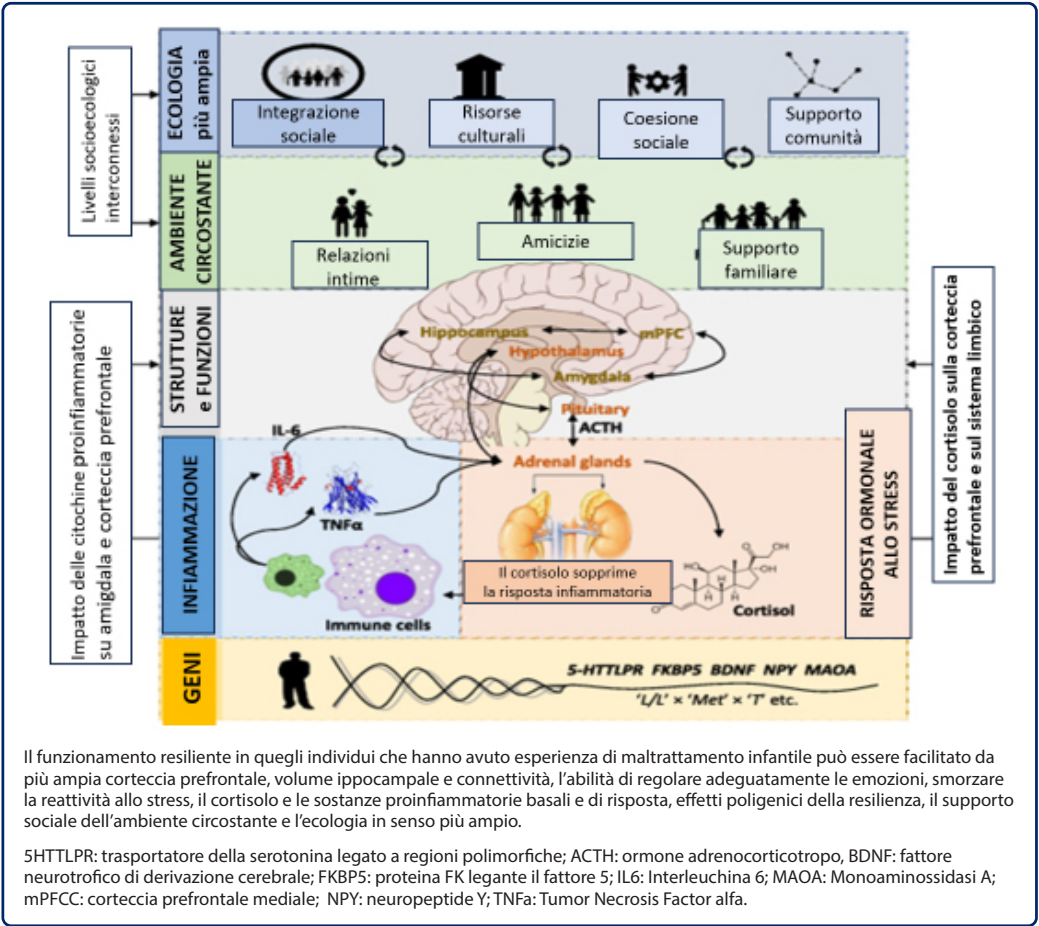 Livelli socioecologici
interconnessi
ECOLOGIA
più ampia
Integrazione
sociale
Risorse
culturali
Coesione
sociale
Supporto
comunità
AMBIENTE
CIRCOSTANTE
Relazioni
intime
Amicizie
Supporto
familiare
Impatto delle citochine proinfiammatorie
su amigdala e corteccia prefrontale
STRUTTURE
e FUNZIONI
Hippocampus
mPFC
Hypothalamus
Amygdala
Pituitary
ACTH
Impatto del cortisolo sulla corteccia
prefrontale e sul sistema limbico
INFIAMMAZIONE
IL-6
TNFα
Immune cells
Adrenal glands
Il cortisolo sopprime
la risposta infiammatoria
O
OH
HO
OH
H
H
H
O
Cortisol
RISPOSTA ORMONALE
ALLO STRESS
GENI
5-HTTLPR FKBP5 BDNF NPY MAOA
'L/L' × 'Met' × 'T' etc.
Il funzionamento resiliente in quegli individui che hanno avuto esperienza di maltrattamento infantile può essere facilitato da
più ampia corteccia prefrontale, volume ippocampale e connettività, l'abilità di regolare adeguatamente le emozioni, smorzare
la reattività allo stress, il cortisolo e le sostanze proinfiammatorie basali e di risposta, effetti poligenici della resilienza, il supporto
sociale dell'ambiente circostante e l'ecologia in senso più ampio.
5HTTLPR: trasportatore della serotonina legato a regioni polimorfiche; ACTH: ormone adrenocorticotropo, BDNF: fattore
neurotrofico di derivazione cerebrale; FKBP5: proteina FK legante il fattore 5; IL6: Interleuchina 6; MAOA: Monoaminossidasi A;
mPFCC: corteccia prefrontale mediale; NPY: neuropeptide Y; TNFa: Tumor Necrosis Factor alfa.